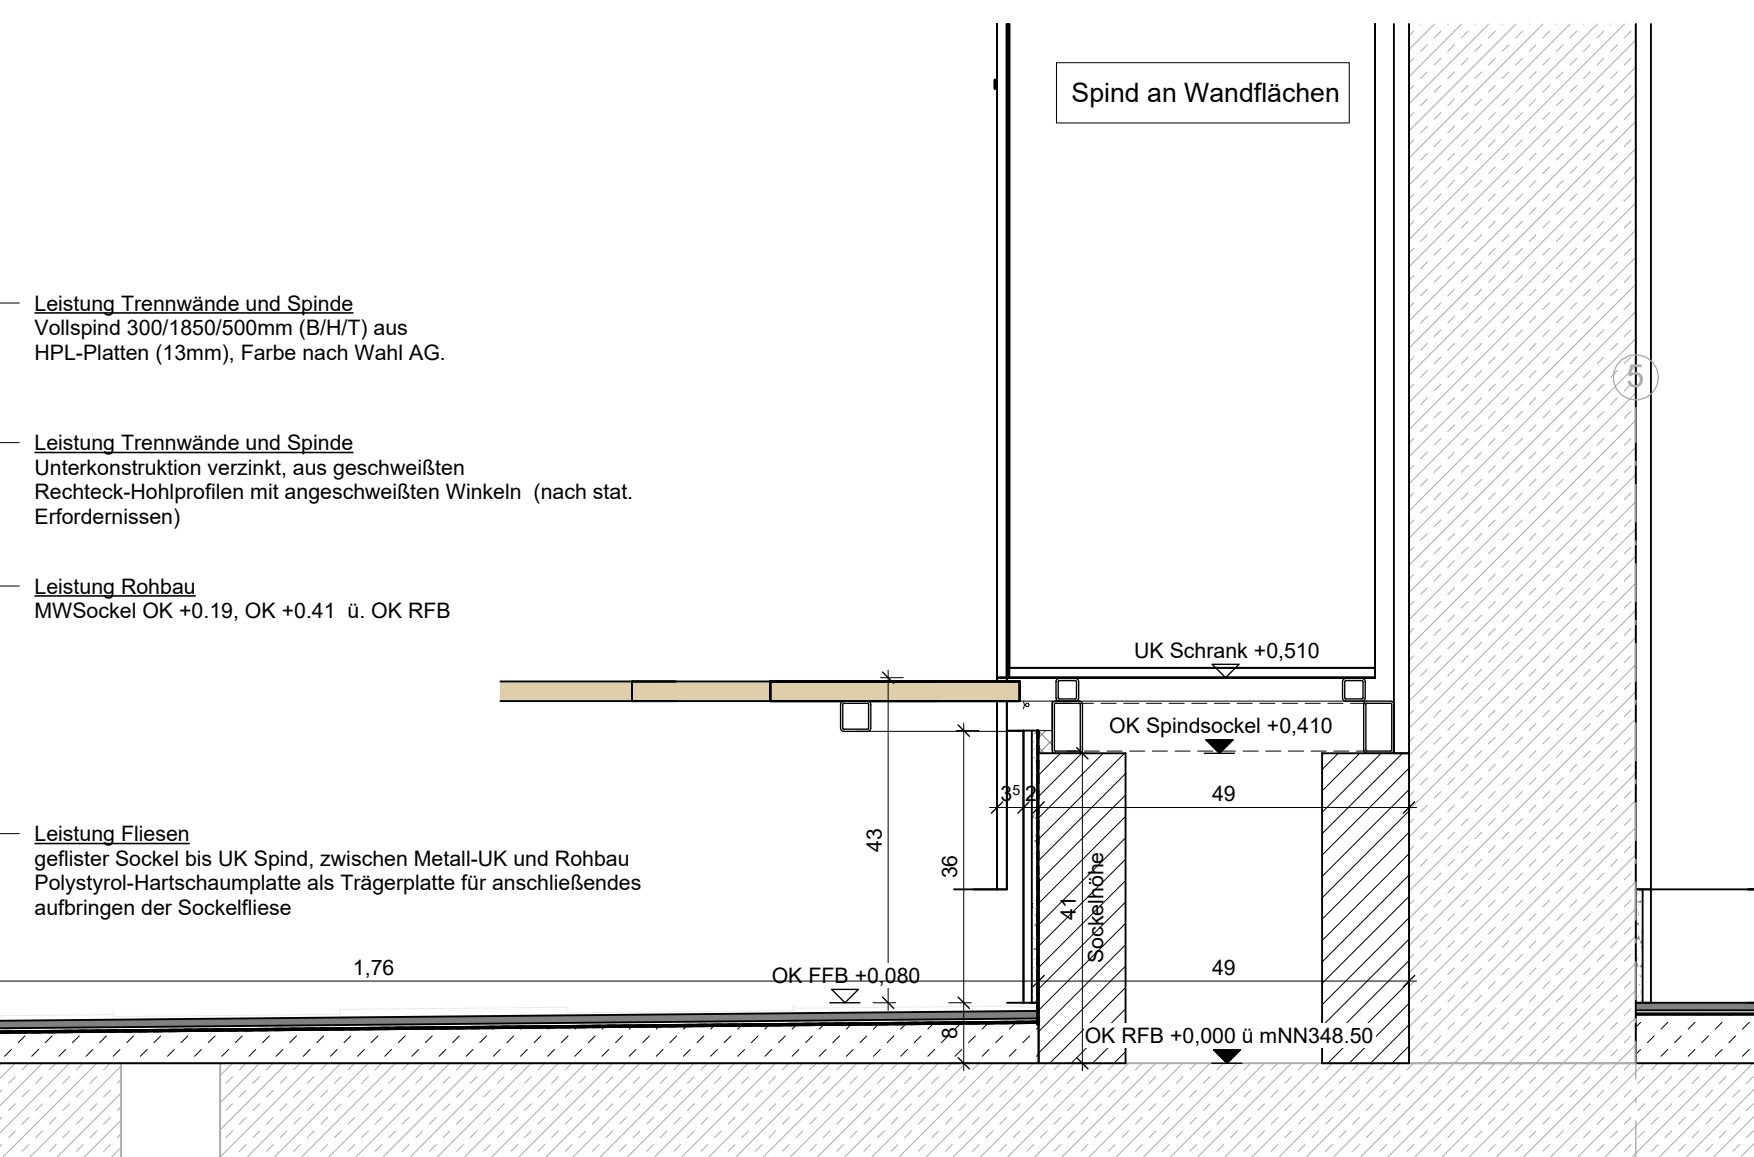 Spind an Wandflächen
Leistung Trennwände und Spinde
Vollspind 300/1850/500mm (B/H/T) aus
HPL-Platten (13mm), Farbe nach Wahl AG.
5
Leistung Trennwände und Spinde
Unterkonstruktion verzinkt, aus geschweißten
Rechteck-Hohlprofilen mit angeschweißten Winkeln (nach stat.
Erfordernissen)
Leistung Rohbau
MWSockel OK +0.19, OK +0.41 ü. OK RFB
UK Schrank +0,510
OK Spindsockel +0,410
3⁵ 2
49
43
36
41
Sockelhöhe
Leistung Fliesen
geflister Sockel bis UK Spind, zwischen Metall-UK und Rohbau
Polystyrol-Hartschaumplatte als Trägerplatte für anschließendes
aufbringen der Sockelfliese
1,76
49
OK FFB +0,080
8
OK RFB +0,000 ü mNN348.50